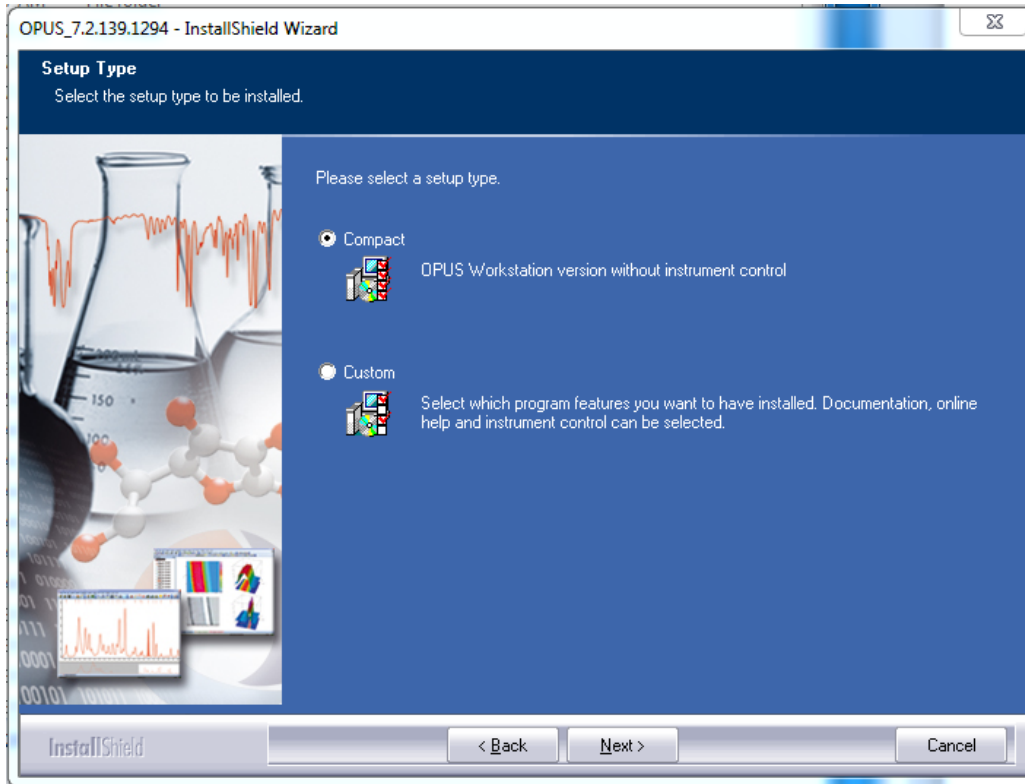 OPUS_7.2.139.1294 - InstallShield Wizard
Setup Type
Select the setup type to be installed.
Please select a setup type.
Compact
OPUS Workstation version without instrument control
Custom
Select which program features you want to have installed. Documentation, online
help and instrument control can be selected.
150
100
0
InstallShield
< Back
Next >
Cancel